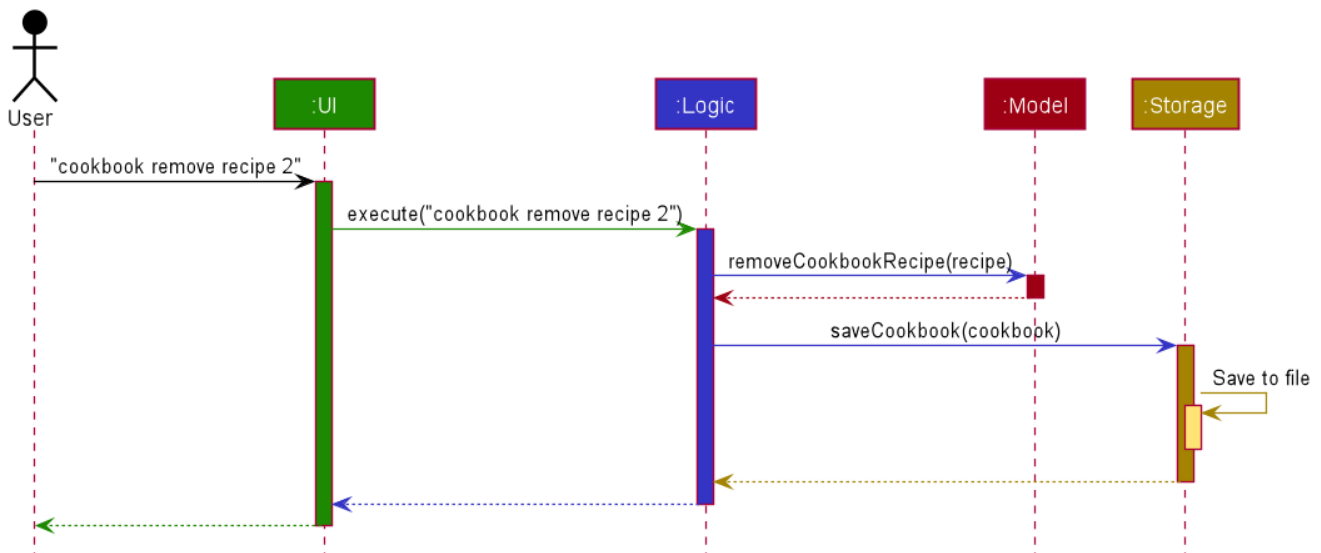 User
:UI
:Logic
:Model
:Storage
"cookbook remove recipe 2"
execute("cookbook remove recipe 2")
removeCookbookRecipe(recipe)
saveCookbook(cookbook)
Save to file